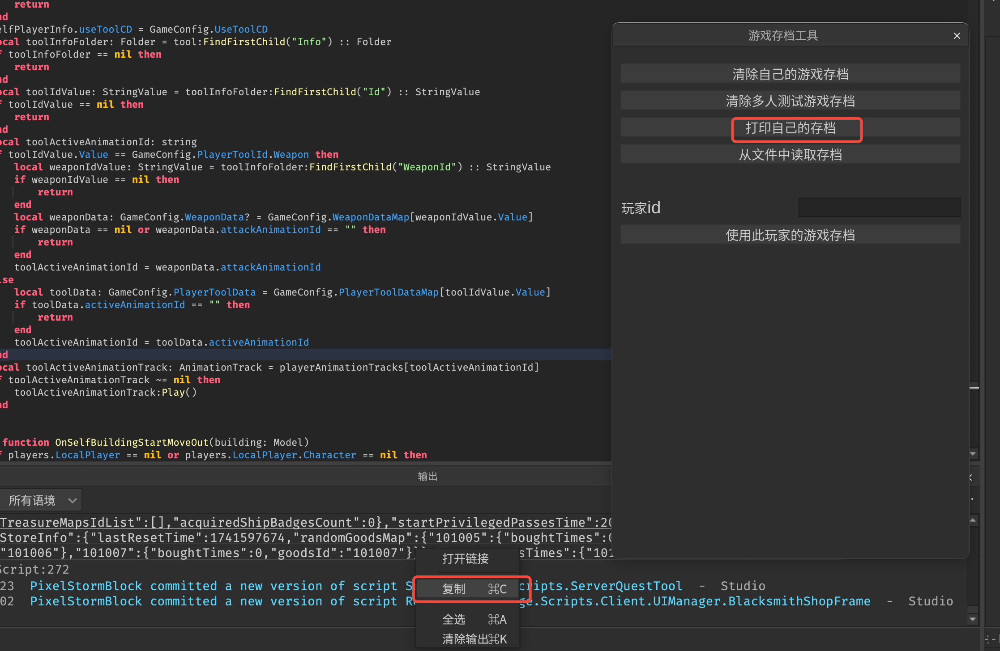 return
nd
elfPlayerInfo.useToolCD = GameConfig.UseToolCD
ocal toolInfoFolder: Folder = tool:FindFirstChild("Info") :: Folder
f toolInfoFolder == nil then
return
nd
ocal toolIdValue: StringValue = toolInfoFolder:FindFirstChild("Id") :: StringValue
f toolIdValue == nil then
return
nd
ocal toolActiveAnimationId: string
f toolIdValue.Value == GameConfig.PlayerToolId.Weapon then
local weaponIdValue: StringValue = toolInfoFolder:FindFirstChild("WeaponId") :: StringValue
if weaponIdValue == nil then
return
end
local weaponData: GameConfig.WeaponData? = GameConfig.WeaponDataMap[weaponIdValue.Value]
if weaponData == nil or weaponData.attackAnimationId == "" then
return
end
toolActiveAnimationId = weaponData.attackAnimationId
lse
local toolData: GameConfig.PlayerToolData = GameConfig.PlayerToolDataMap[toolIdValue.Value]
if toolData.activeAnimationId == "" then
return
end
toolActiveAnimationId = toolData.activeAnimationId
nd
ocal toolActiveAnimationTrack: AnimationTrack = playerAnimationTracks[toolActiveAnimationId]
f toolActiveAnimationTrack ~= nil then
toolActiveAnimationTrack:Play()
nd
function OnSelfBuildingStartMoveOut(building: Model)
f players.LocalPlayer == nil or players.LocalPlayer.Character == nil then
游戏存档工具
清除自己的游戏存档
清除多人测试游戏存档
打印自己的存档
从文件中读取存档
玩家id
使用此玩家的游戏存档
输出
所有语境
TreasureMapsIdList":[],"acquiredShipBadgesCount":0},"startPrivilegedPassesTime":20
StoreInfo":{"lastResetTime":1741597674,"randomGoodsMap":{"101005":{"boughtTimes":0
"101006"},"101007":{"boughtTimes":0,"goodsId":"101007"} sTimes":{"101
Script:272
23 PixelStormBlock committed a new version of script S cripts.ServerQuestTool - Studio
02 PixelStormBlock committed a new version of script R ge.Scripts.Client.UIManager.BlacksmithShopFrame - Studio
打开链接
复制 ⌘C
全选 ⌘A
清除输出⌘K